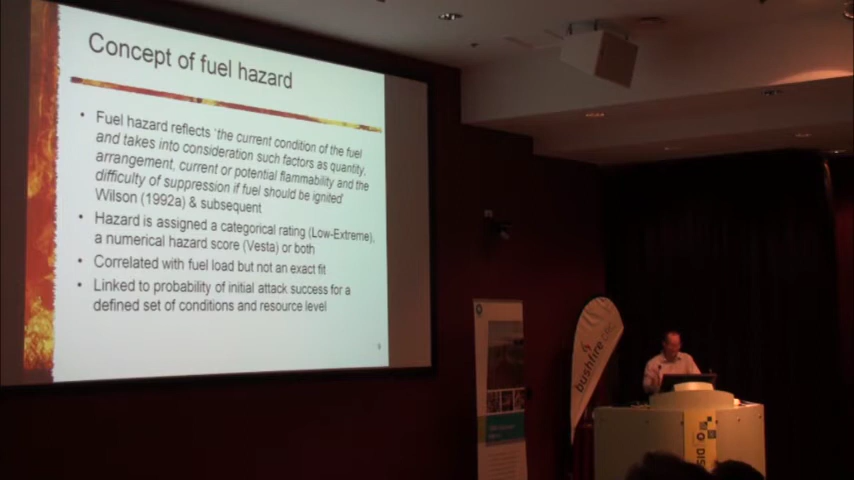 Concept of fuel hazard
• Fuel hazard reflects 'the current condition of the fuel
and takes into consideration such factors as quantity,
arrangement, current or potential flammability and the
difficulty of suppression if fuel should be ignited'
Wilson (1992a) & subsequent
• Hazard is assigned a categorical rating (Low-Extreme),
a numerical hazard score (Vesta) or both
• Correlated with fuel load but not an exact fit
• Linked to probability of initial attack success for a
defined set of conditions and resource level
bushfire CRC